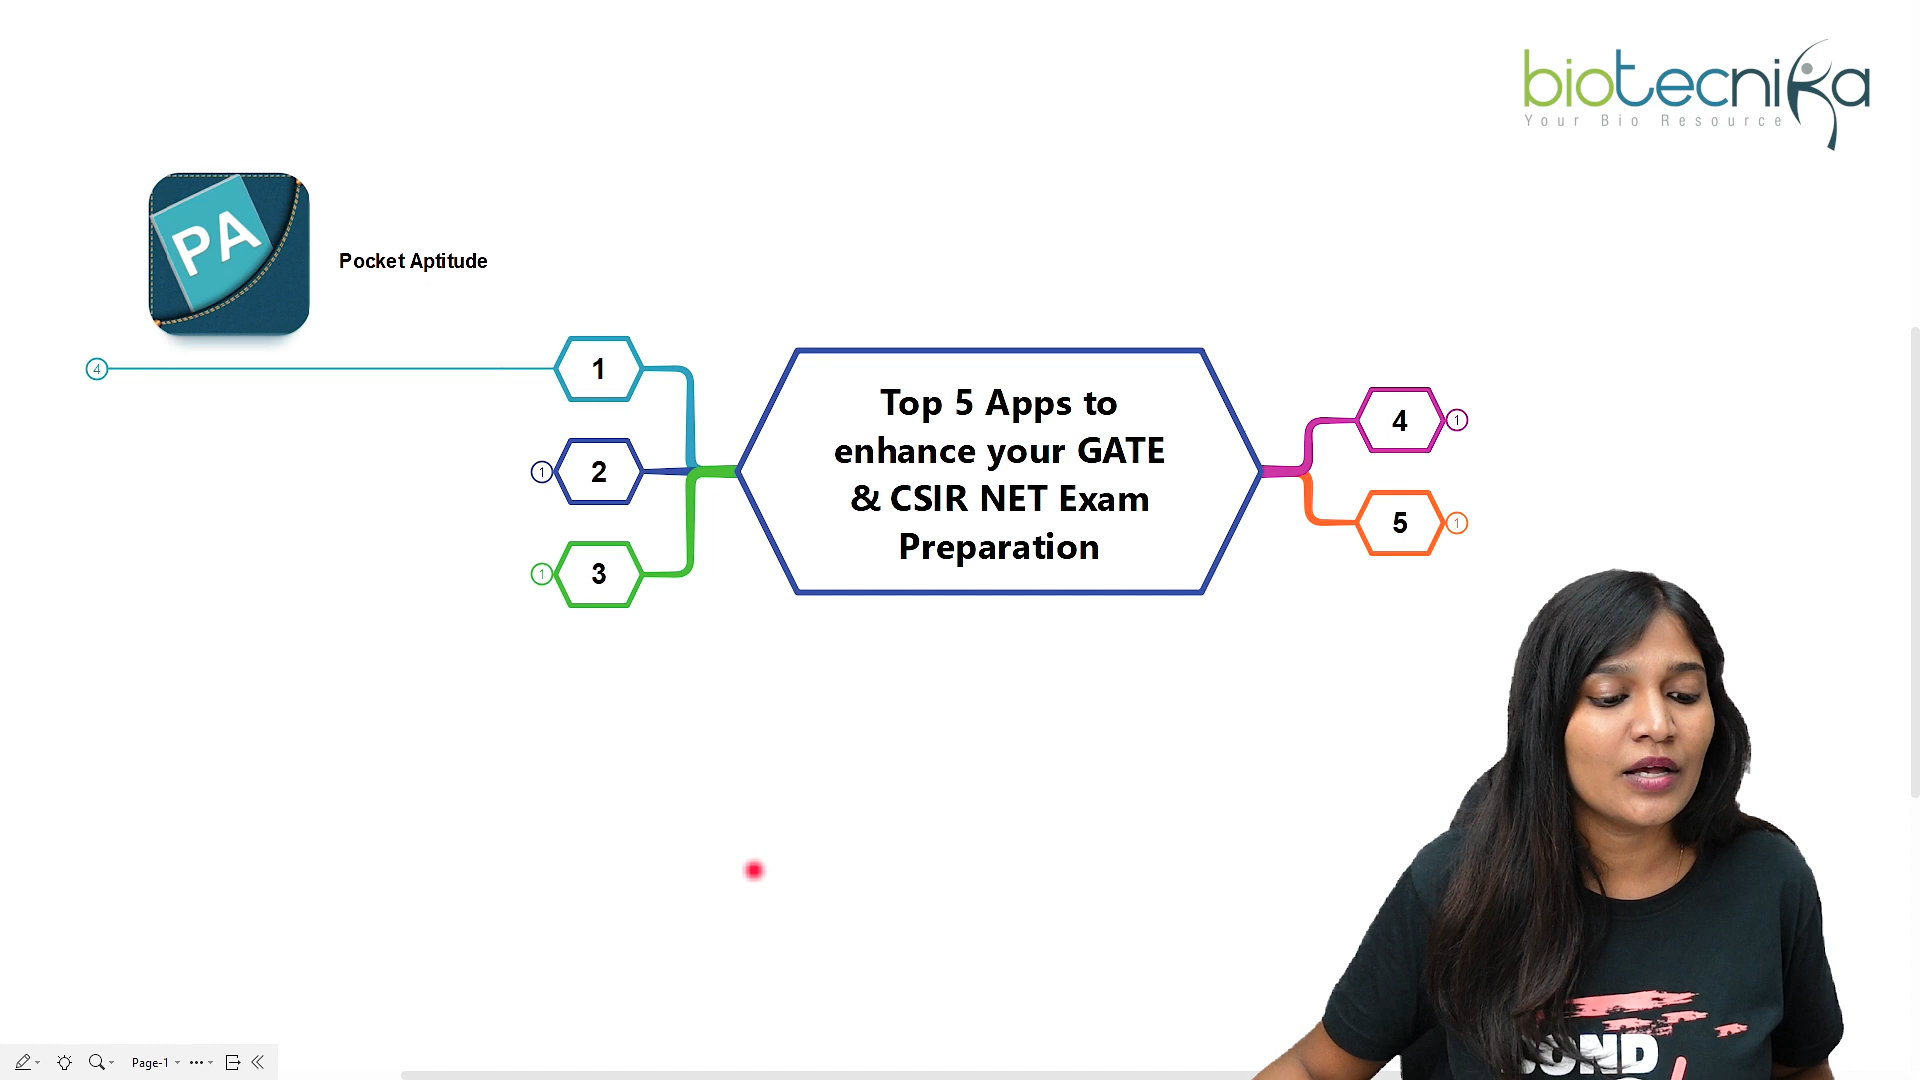 biotecnika
Your Bio Resource
PA
Pocket Aptitude
4
1
1
2
1
3
Top 5 Apps to
enhance your GATE
& CSIR NET Exam
Preparation
4
1
5
1
Page-1